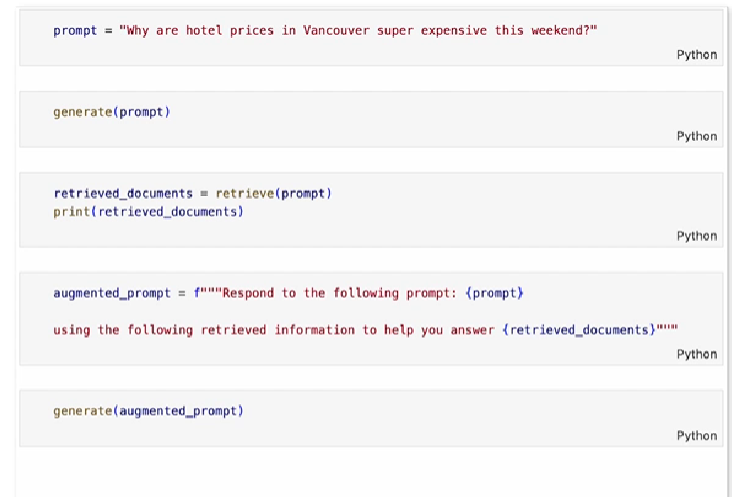 prompt = "Why are hotel prices in Vancouver super expensive this weekend?"
Python
generate(prompt)
Python
retrieved_documents = retrieve(prompt)
print(retrieved_documents)
Python
augmented_prompt = f"""Respond to the following prompt: {prompt}
using the following retrieved information to help you answer {retrieved_documents}"""
Python
generate(augmented_prompt)
Python